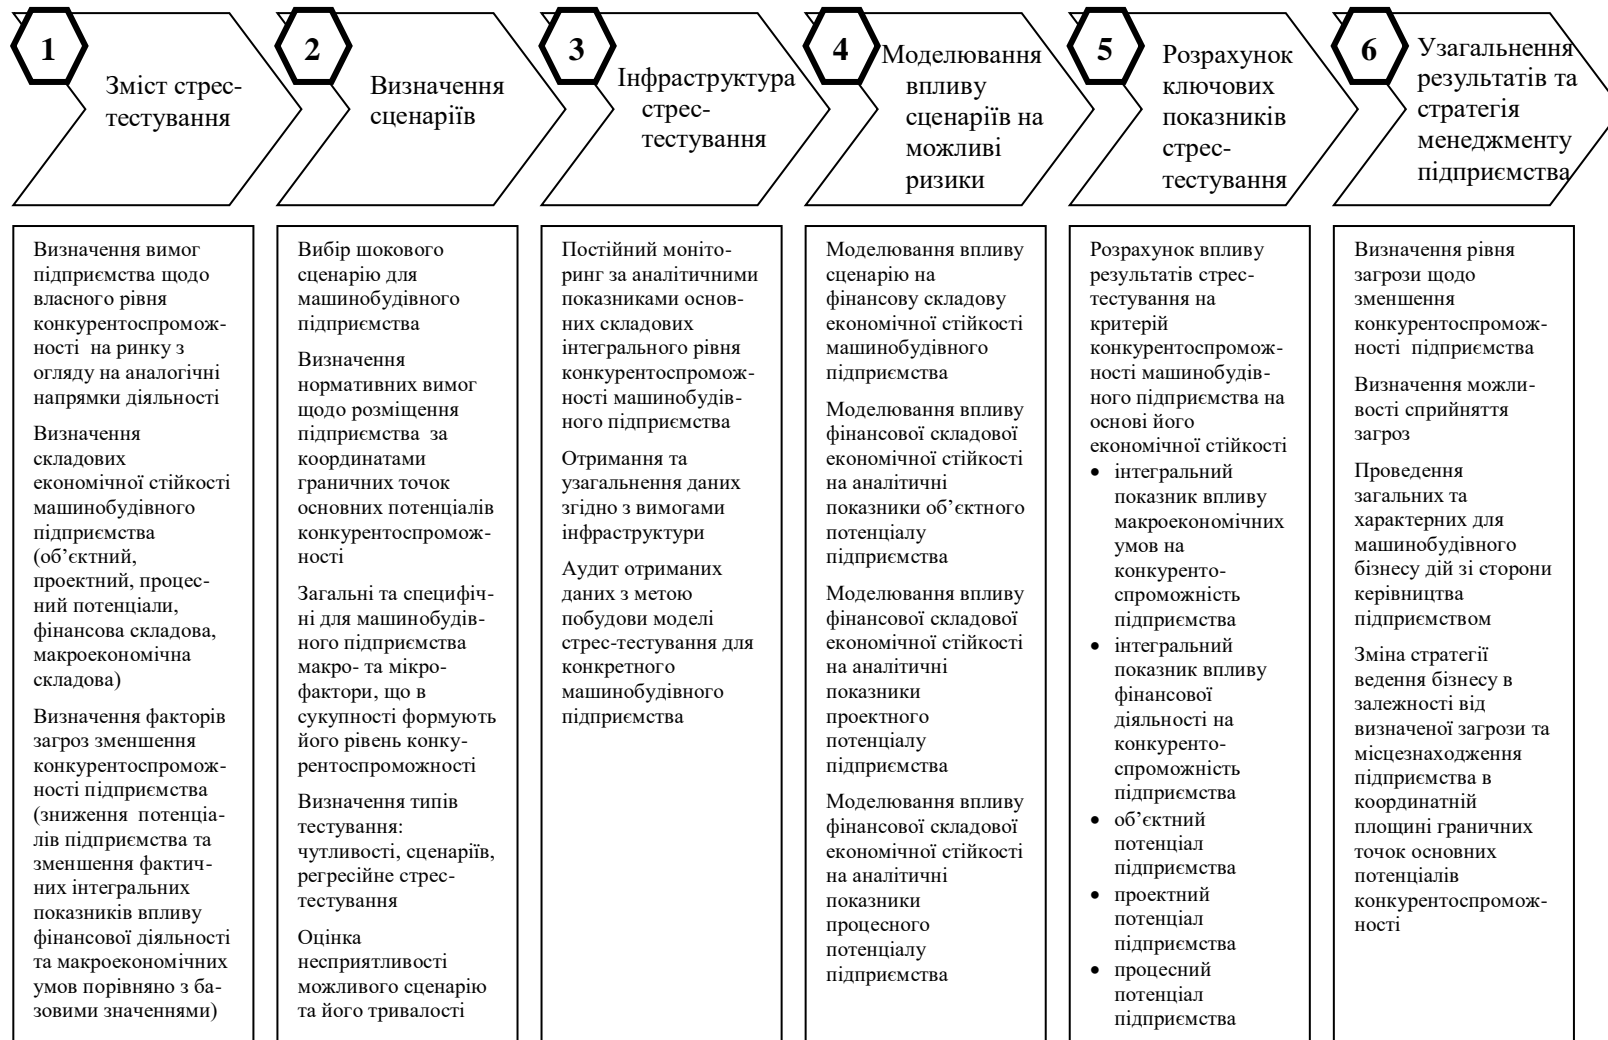 1
Зміст стрес-
тестування
2
Визначення
сценаріїв
3
Інфраструктура
стрес-
тестування
4
Моделювання
впливу
сценаріїв на
можливі
ризики
5
Розрахунок
ключових
показників
стрес-
тестування
6
Узагальнення
результатів та
стратегія
менеджменту
підприємства
Визначення вимог
підприємства щодо
власного рівня
конкурентоспромож-
ності на ринку з
огляду на аналогічні
напрямки діяльності
Визначення
складових
економічної стійкості
машинобудівного
підприємства
(об’єктний,
проектний, процес-
ний потенціали,
фінансова складова,
макроекономічна
складова)
Визначення факторів
загроз зменшення
конкурентоспромож-
ності підприємства
(зниження потенціа-
лів підприємства та
зменшення фактич-
них інтегральних
показників впливу
фінансової діяльності
та макроекономічних
умов порівняно з ба-
зовими значеннями)
Вибір шокового
сценарію для
машинобудівного
підприємства
Визначення
нормативних вимог
щодо розміщення
підприємства за
координатами
граничних точок
основних потенціалів
конкурентоспромож-
ності
Загальні та специфіч-
ні для машинобудів-
ного підприємства
макро- та мікро-
фактори, що в
сукупності формують
його рівень конку-
рентоспроможності
Визначення типів
тестування:
чутливості, сценаріїв,
регресійне стрес-
тестування
Оцінка
несприятливості
можливого сценарію
та його тривалості
Постійний моніто-
ринг за аналітичними
показниками основ-
них складових
інтегрального рівня
конкурентоспромож-
ності машинобудів-
ного підприємства
Отримання та
узагальнення даних
згідно з вимогами
інфраструктури
Аудит отриманих
даних з метою
побудови моделі
стрес-тестування для
конкретного
машинобудівного
підприємства
Моделювання впливу
сценарію на
фінансову складову
економічної стійкості
машинобудівного
підприємства
Моделювання впливу
фінансової складової
економічної стійкості
на аналітичні
показники об’єктного
потенціалу
підприємства
Моделювання впливу
фінансової складової
економічної стійкості
на аналітичні
показники
проектного
потенціалу
підприємства
Моделювання впливу
фінансової складової
економічної стійкості
на аналітичні
показники
процесного
потенціалу
підприємства
Розрахунок впливу
результатів стрес-
тестування на
критерій
конкурентоспромож-
ності машинобудів-
ного підприємства на
основі його
економічної стійкості
• інтегральний
показник впливу
макроекономічних
умов на
конкуренто-
спроможність
підприємства
• інтегральний
показник впливу
фінансової
діяльності на
конкуренто-
спроможність
підприємства
• об’єктний
потенціал
підприємства
• проектний
потенціал
підприємства
• процесний
потенціал
підприємства
Визначення рівня
загрози щодо
зменшення
конкурентоспромож-
ності підприємства
Визначення можли-
вості сприйняття
загроз
Проведення
загальних та
характерних для
машинобудівного
бізнесу дій зі сторони
керівництва
підприємством
Зміна стратегії
ведення бізнесу в
залежності від
визначеної загрози та
місцезнаходження
підприємства в
координатній
площині граничних
точок основних
потенціалів
конкурентоспромож-
ності